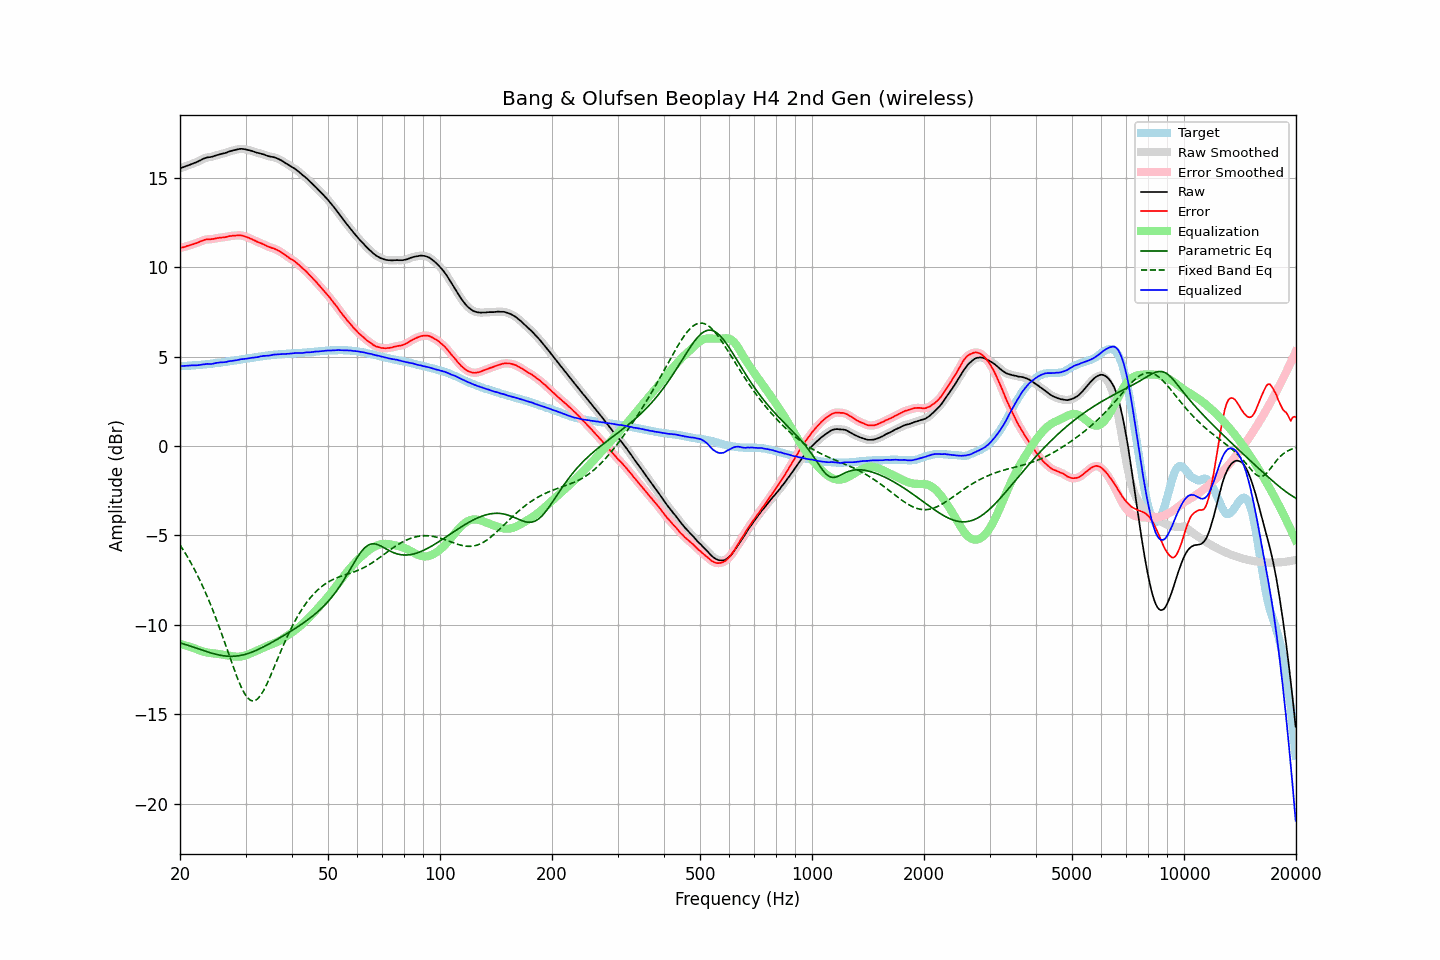 Bang & Olufsen Beoplay H4 2nd Gen (wireless)
Target
Raw Smoothed
Error Smoothed
Raw
Error
Equalization
Parametric Eq
Fixed Band Eq
Equalized
Amplitude (dBr)
15
10
5
0
−5
−10
−15
−20
20
50
100
200
500
1000
2000
5000
10000
20000
Frequency (Hz)